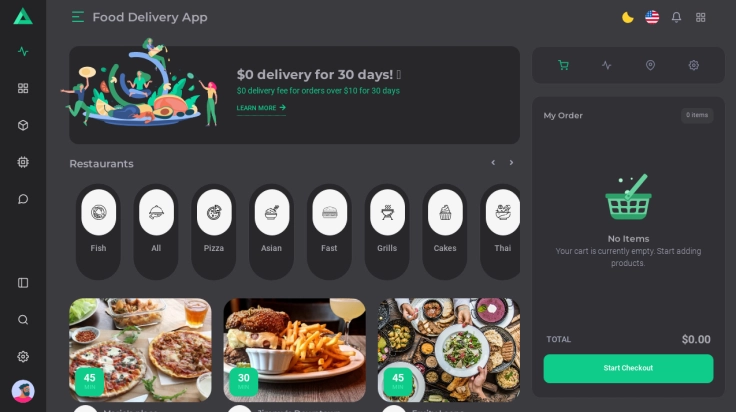 Food Delivery App
$0 delivery for 30 days!
$0 delivery fee for orders over $10 for 30 days
LEARN MORE
My Order
0 items
Restaurants
Fish
All
Pizza
Asian
Fast
Grills
Cakes
Thai
No Items
Your cart is currently empty. Start adding
products.
TOTAL
$0.00
Start Checkout
45
MIN
30
MIN
45
MIN